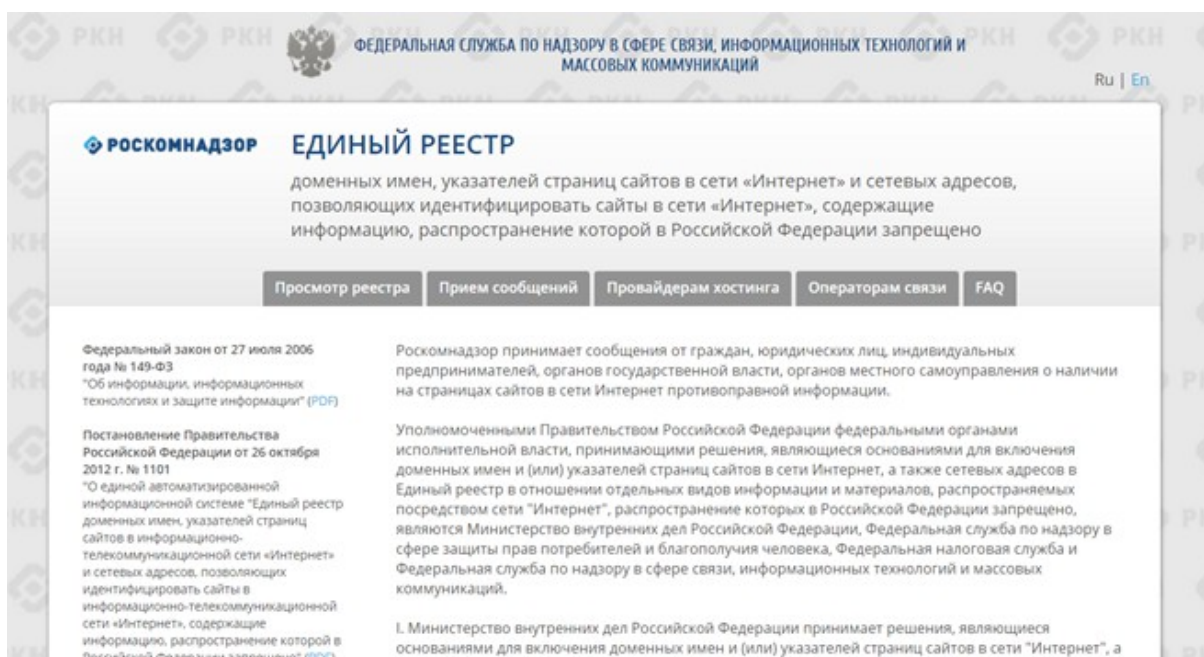 ФЕДЕРАЛЬНАЯ СЛУЖБА ПО НАДЗОРУ В СФЕРЕ СВЯЗИ, ИНФОРМАЦИОННЫХ ТЕХНОЛОГИЙ И
МАССОВЫХ КОММУНИКАЦИЙ
Ru | En
РОСКОМНАДЗОР
ЕДИНЫЙ РЕЕСТР
доменных имен, указателей страниц сайтов в сети «Интернет» и сетевых адресов,
позволяющих идентифицировать сайты в сети «Интернет», содержащие
информацию, распространение которой в Российской Федерации запрещено
Просмотр реестра Прием сообщений Провайдерам хостинга Операторам связи FAQ
Федеральный закон от 27 июля 2006
года № 149-ФЗ
"Об информации, информационных
технологиях и защите информации" (PDF)
Постановление Правительства
Российской Федерации от 26 октября
2012 г. № 1101
"О единой автоматизированной
информационной системе "Единый реестр
доменных имен, указателей страниц
сайтов в информационно-
телекоммуникационной сети «Интернет»
и сетевых адресов, позволяющих
идентифицировать сайты в
информационно-телекоммуникационной
сети «Интернет», содержащие
информацию, распространение которой в
Российской Федерации запрещено" (PDF)
Роскомнадзор принимает сообщения от граждан, юридических лиц, индивидуальных
предпринимателей, органов государственной власти, органов местного самоуправления о наличии
на страницах сайтов в сети Интернет противоправной информации.
Уполномоченными Правительством Российской Федерации федеральными органами
исполнительной власти, принимающими решения, являющиеся основаниями для включения
доменных имен и (или) указателей страниц сайтов в сети Интернет, а также сетевых адресов в
Единый реестр в отношении отдельных видов информации и материалов, распространяемых
посредством сети "Интернет", распространение которых в Российской Федерации запрещено,
являются Министерство внутренних дел Российской Федерации, Федеральная служба по надзору в
сфере защиты прав потребителей и благополучия человека, Федеральная налоговая служба и
Федеральная служба по надзору в сфере связи, информационных технологий и массовых
коммуникаций.
I. Министерство внутренних дел Российской Федерации принимает решения, являющиеся
основаниями для включения доменных имен и (или) указателей страниц сайтов в сети "Интернет", а